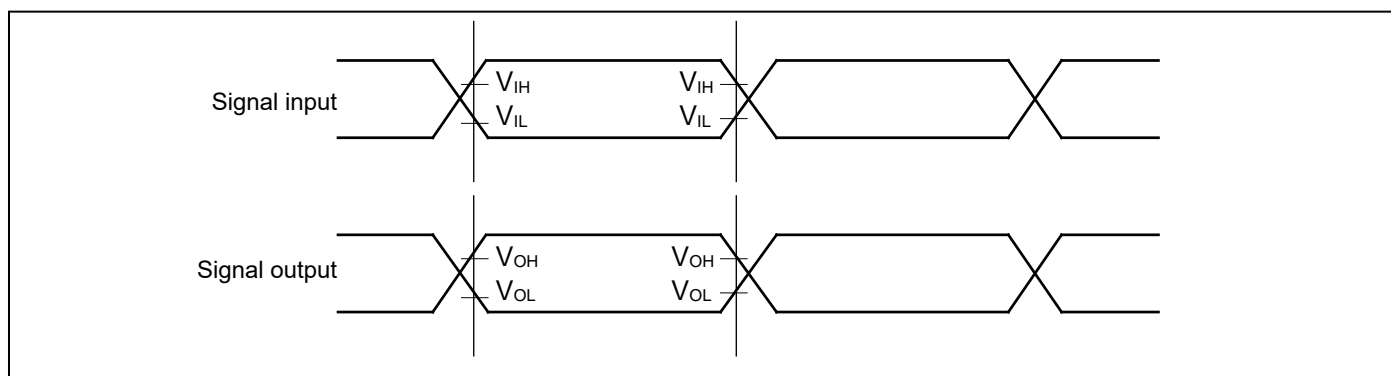 Signal input
VIH
VIH
VIL
VIL
Signal output
VOH
VOH
VOL
VOL